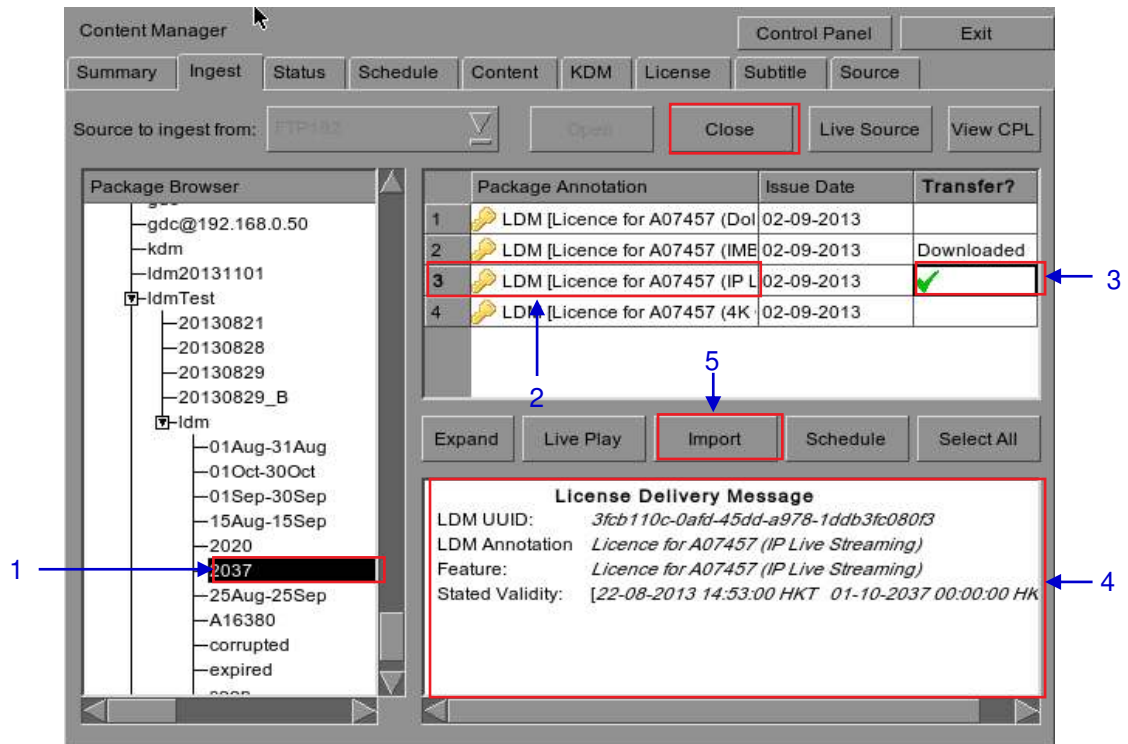 Content Manager
Control Panel
Exit
Summary
Ingest
Status
Schedule
Content
KDM
License
Subtitle
Source
Source to ingest from:
FTP182
Open
Close
Live Source
View CPL
Package Browser
gdc@192.168.0.50
kdm
ldm20131101
ldmTest
20130821
20130828
20130829
20130829_B
ldm
01Aug-31Aug
01Oct-30Oct
01Sep-30Sep
15Aug-15Sep
2020
1
2037
25Aug-25Sep
A16380
corrupted
expired
Package Annotation Issue Date Transfer?
1 LDM [Licence for A07457 (Dol 02-09-2013
2 LDM [Licence for A07457 (IME 02-09-2013 Downloaded
3 LDM [Licence for A07457 (IP L 02-09-2013
3
4 LDM [Licence for A07457 (4K 02-09-2013
2
5
Expand
Live Play
Import
Schedule
Select All
License Delivery Message
LDM UUID: 3fcb110c-0afd-45dd-a978-1ddb3fc080f3
LDM Annotation Licence for A07457 (IP Live Streaming)
Feature: Licence for A07457 (IP Live Streaming)
4
Stated Validity: [22-08-2013 14:53:00 HKT 01-10-2037 00:00:00 HK